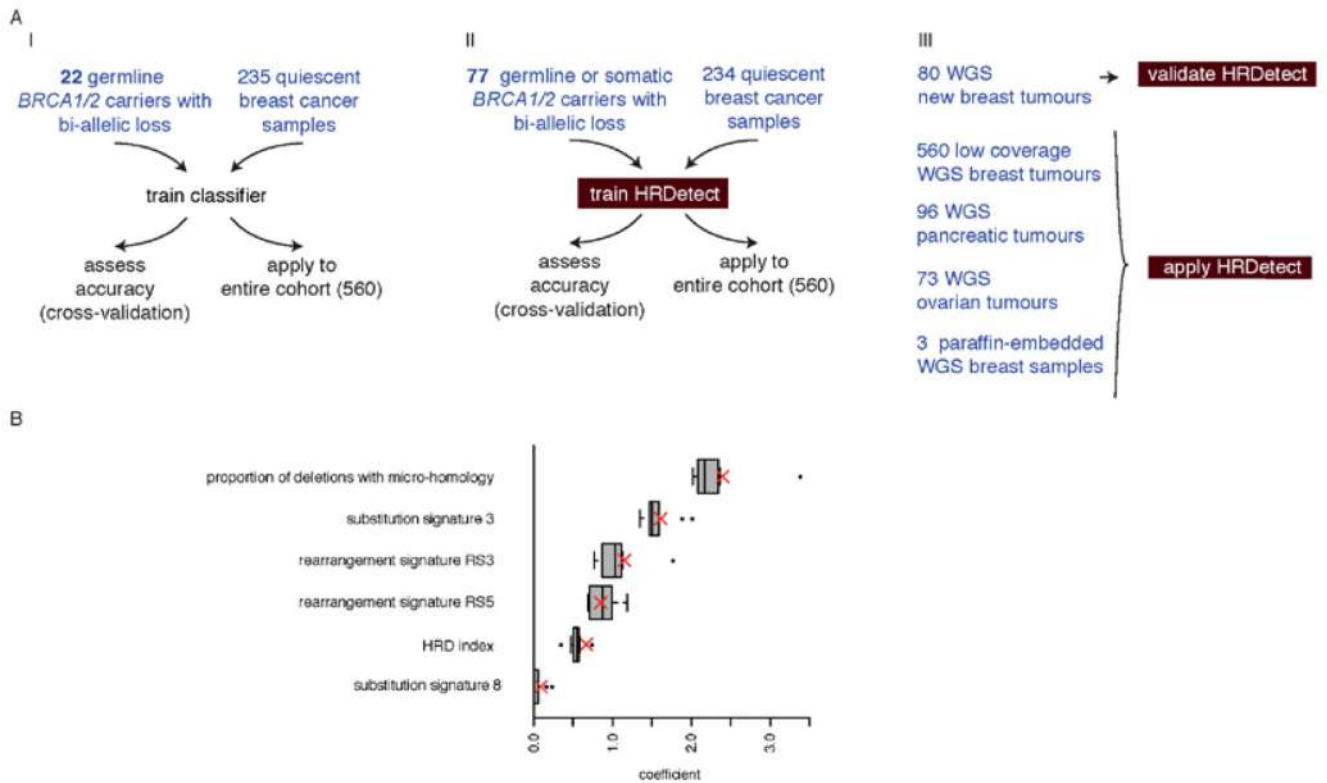 A
I
22 germline
BRCA1/2 carriers with
bi-allelic loss
235 quiescent
breast cancer
samples
train classifier
assess
accuracy
(cross-validation)
apply to
entire cohort (560)
II
77 germline or somatic
BRCA1/2 carriers with
bi-allelic loss
234 quiescent
breast cancer
samples
train HRDetect
assess
accuracy
(cross-validation)
apply to
entire cohort (560)
III
80 WGS
new breast tumours
validate HRDetect
560 low coverage
WGS breast tumours
96 WGS
pancreatic tumours
73 WGS
ovarian tumours
3 paraffin-embedded
WGS breast samples
apply HRDetect
B
proportion of deletions with micro-homology
substitution signature 3
rearrangement signature RS3
rearrangement signature RS5
HRD index
substitution signature 8
0.0 1.0 2.0 3.0
coefficient